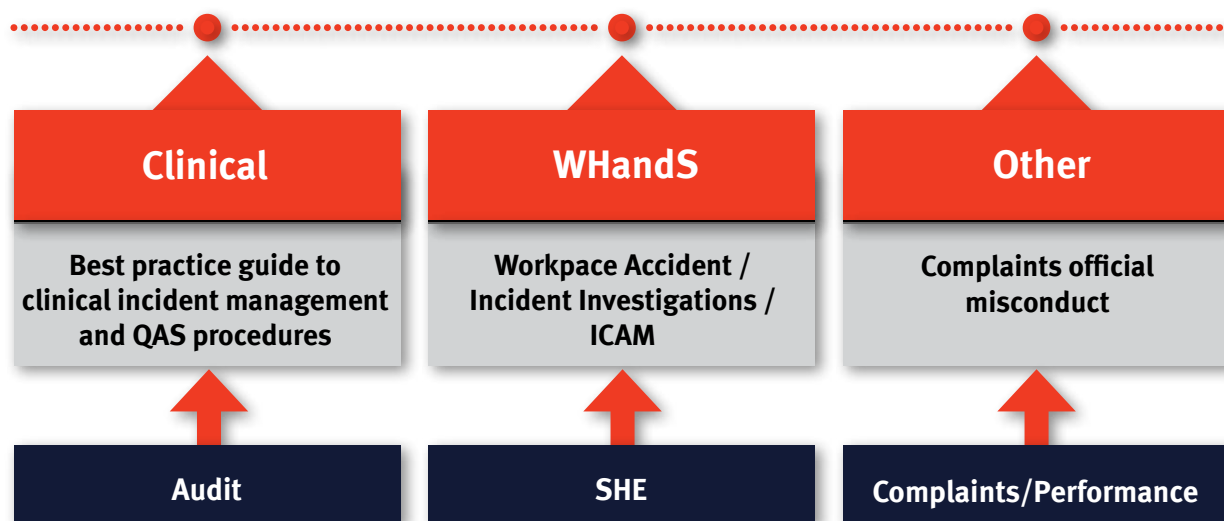 Clinical
WHandS
Other
Best practice guide to
clinical incident management
and QAS procedures
Workpace Accident /
Incident Investigations /
ICAM
Complaints official
misconduct
Audit
SHE
Complaints/Performance